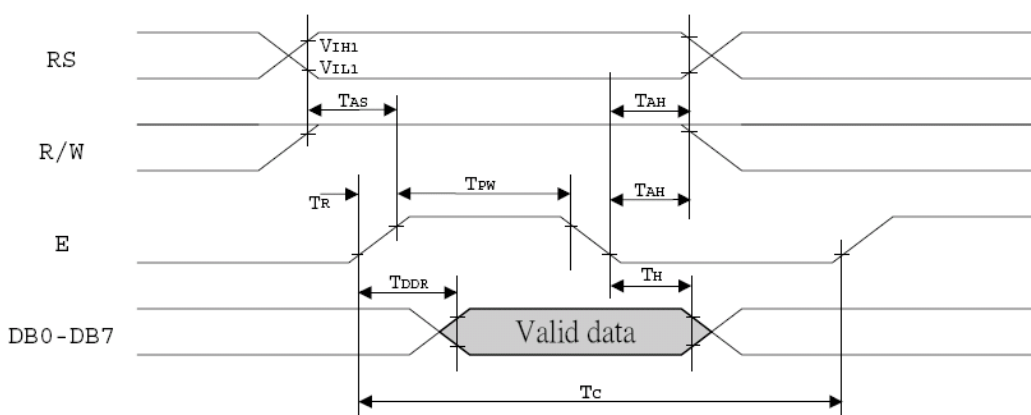 RS
VIH1
VIL1
TAS
TAH
R/W
TR
TPW
TAH
E
TDDR
TH
DB0-DB7
Valid data
TC